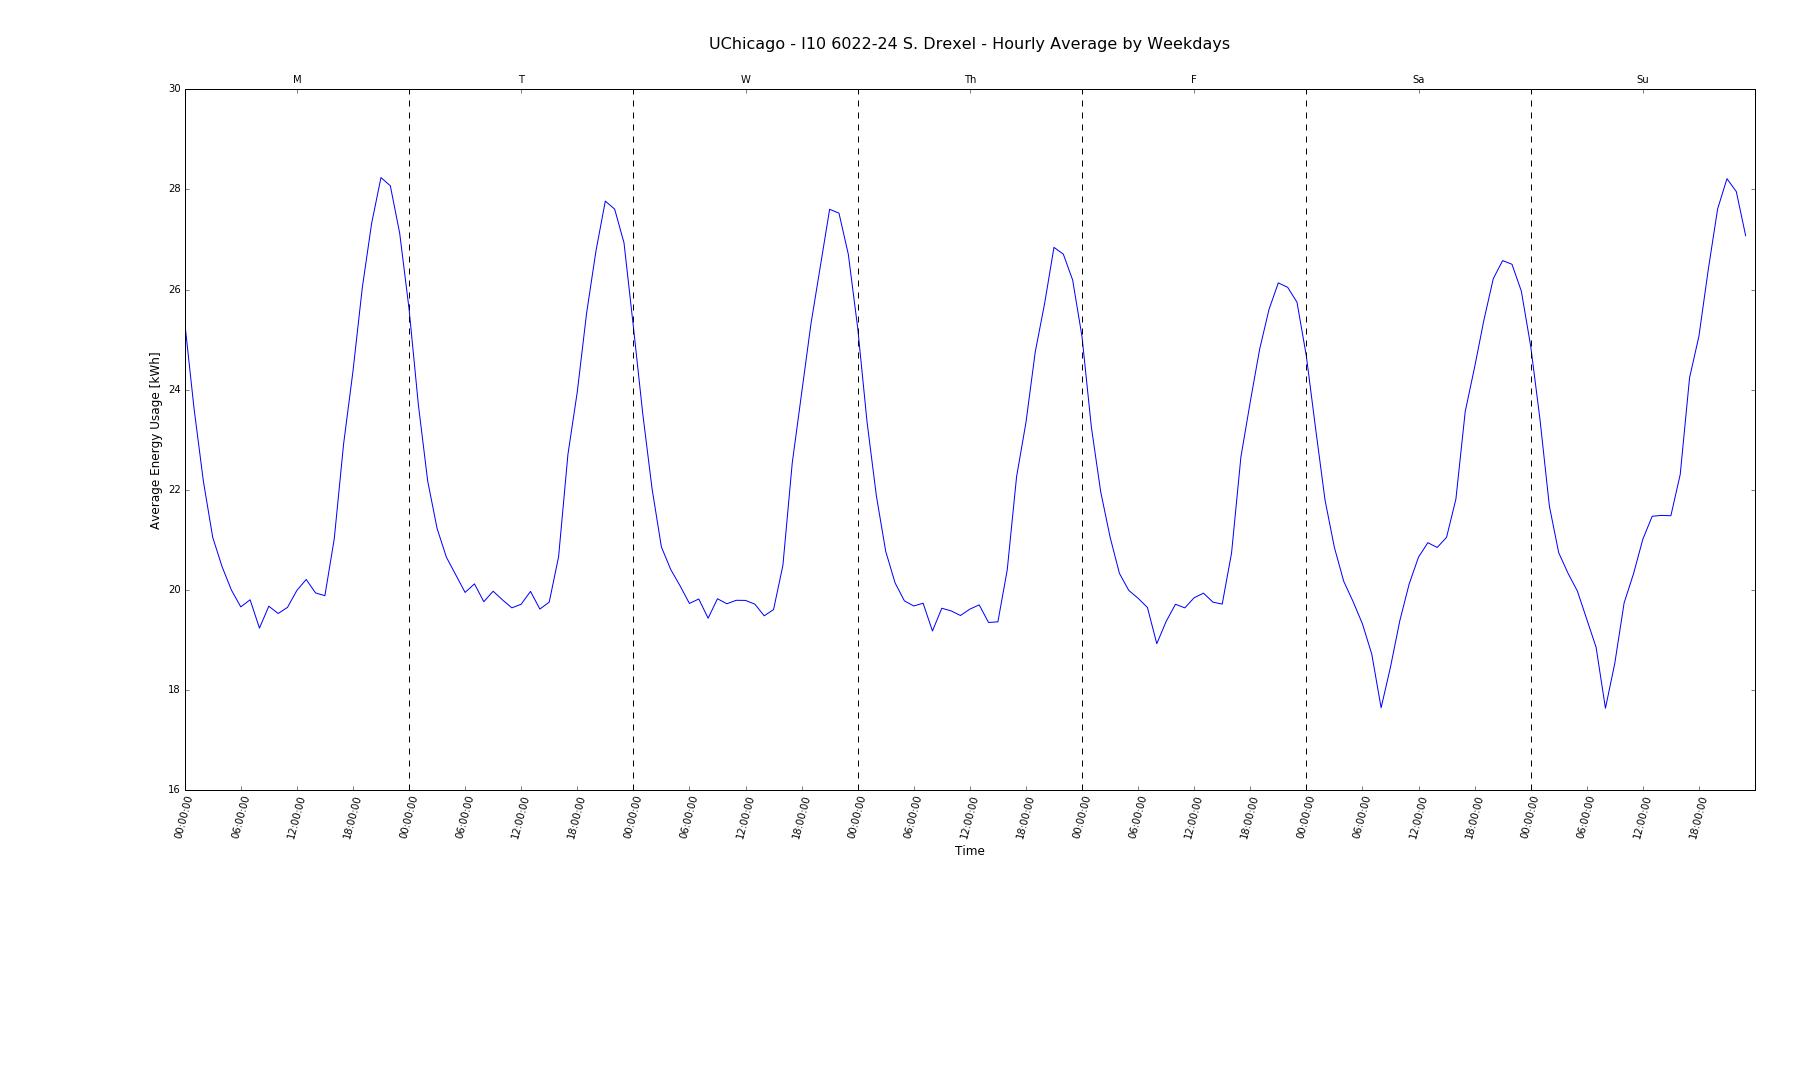 UChicago - I10 6022-24 S. Drexel - Hourly Average by Weekdays
M T W Th F Sa Su
30
28
26
24
22
20
18
16
Average Energy Usage [kWh]
00:00:00 06:00:00 12:00:00 18:00:00 00:00:00 06:00:00 12:00:00 18:00:00 00:00:00 06:00:00 12:00:00 18:00:00 00:00:00 06:00:00 12:00:00 18:00:00 00:00:00 06:00:00 12:00:00 18:00:00 00:00:00 06:00:00 12:00:00 18:00:00 00:00:00 06:00:00 12:00:00 18:00:00
Time